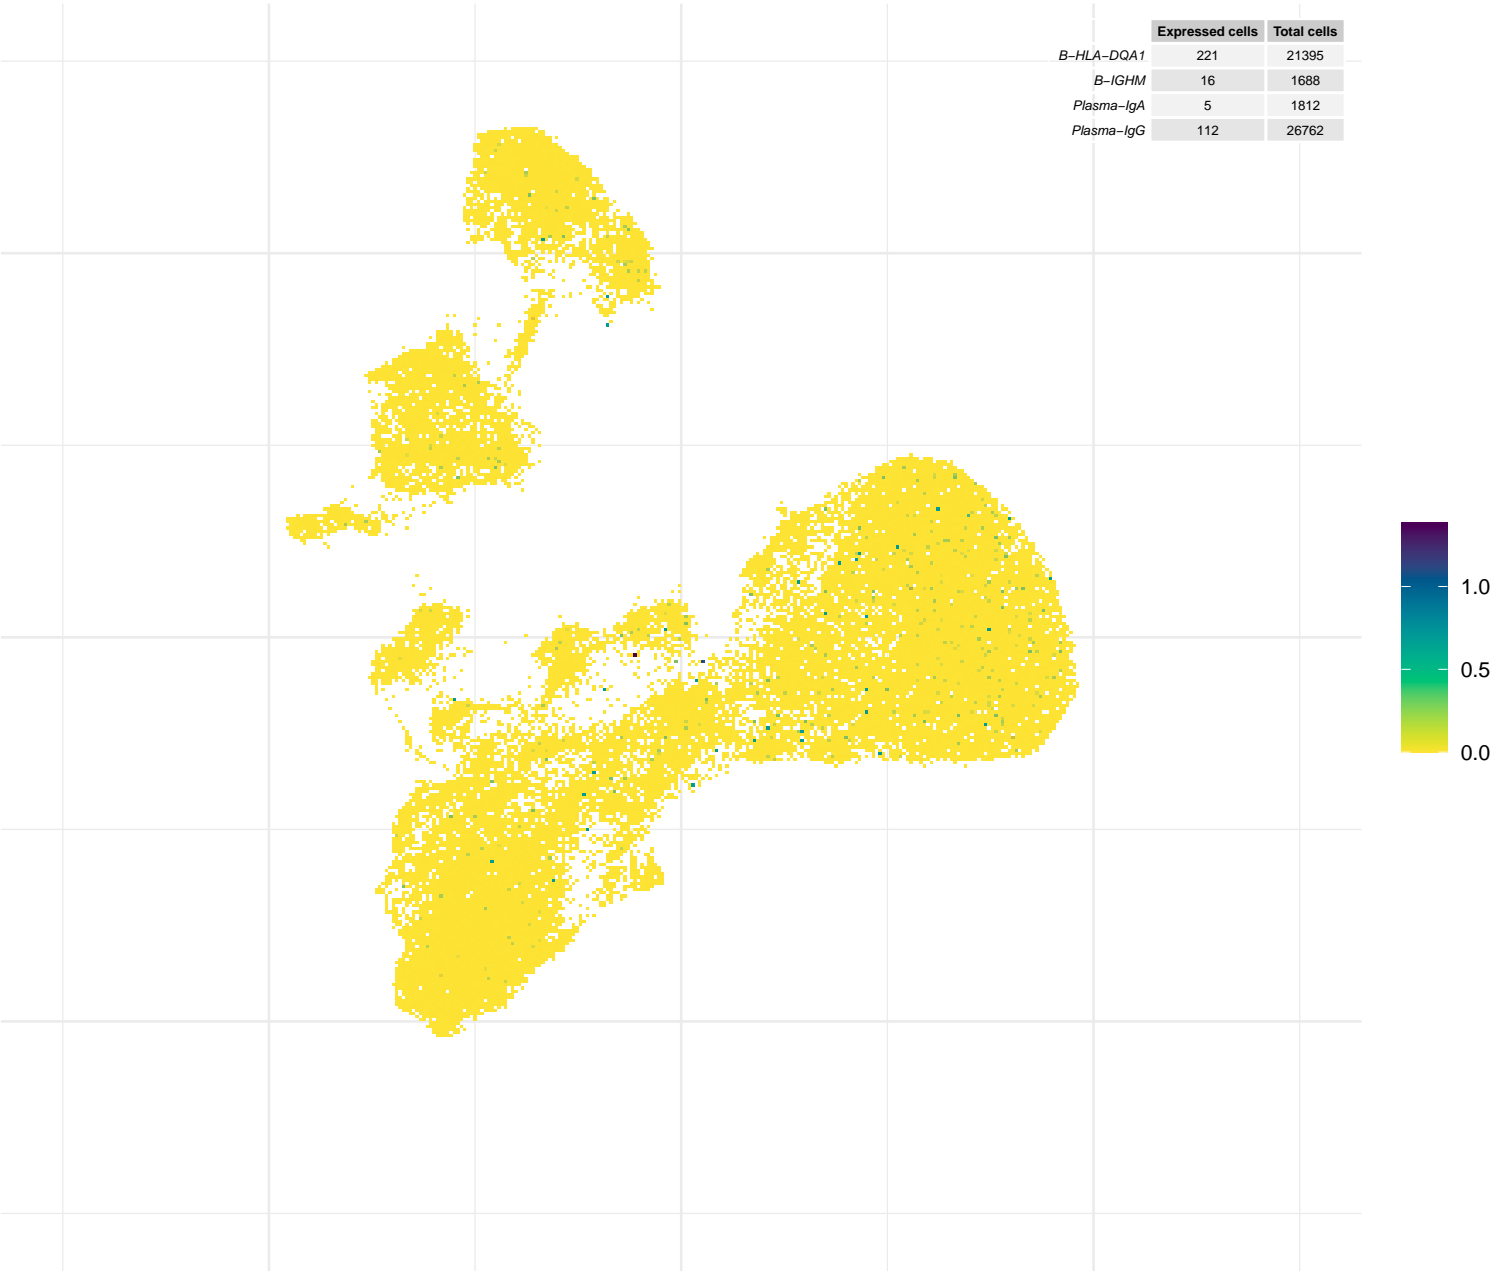 Expressed cells Total cells
B−HLA−DQA1 221 21395
B−IGHM 16 1688
Plasma−IgA 5 1812
Plasma−IgG 112 26762
1.0
0.5
0.0